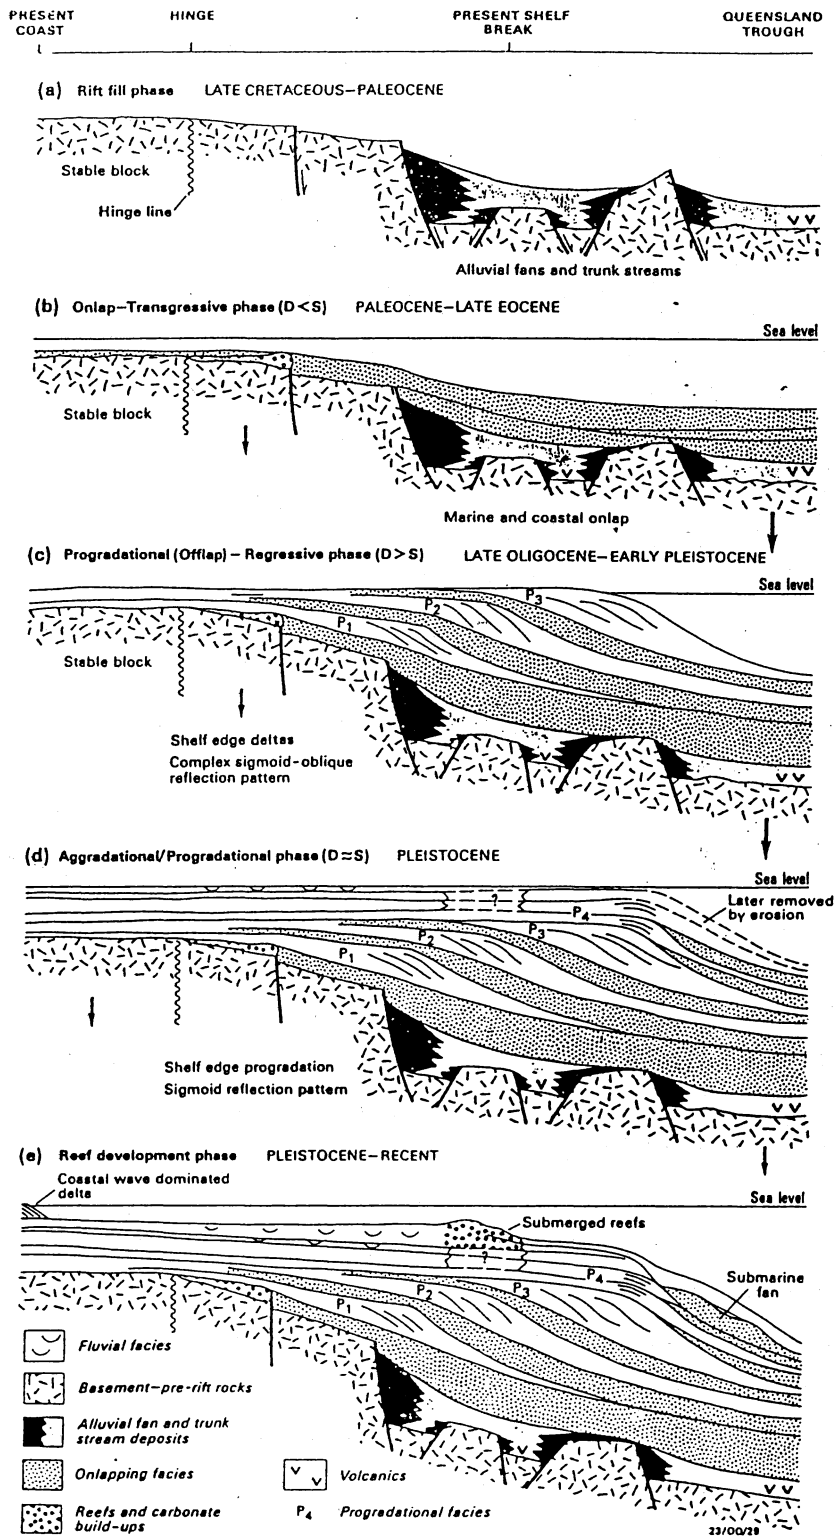 PRESENT
COAST
HINGE
PRESENT SHELF
BREAK
QUEENSLAND
TROUGH
(a) Rift fill phase LATE CRETACEOUS–PALEOCENE
Stable block
Hinge line
Alluvial fans and trunk streams
(b) Onlap–Transgressive phase (D<S) PALEOCENE–LATE EOCENE
Sea level
Stable block
Marine and coastal onlap
(c) Progradational (Offlap) – Regressive phase (D>S) LATE OLIGOCENE–EARLY PLEISTOCENE
Sea level
P3
P2
P1
Stable block
Shelf edge deltas
Complex sigmoid–oblique
reflection pattern
(d) Aggradational/Progradational phase (D≈S) PLEISTOCENE
Sea level
?
Later removed
by erosion
P4
P3
P2
P1
Shelf edge progradation
Sigmoid reflection pattern
(e) Reef development phase PLEISTOCENE–RECENT
Coastal wave dominated
delta
Sea level
Submerged reefs
?
P4
Submarine
fan
P3
P2
P1
Fluvial facies
Basement–pre-rift rocks
Alluvial fan and trunk
stream deposits
Onlapping facies
Volcanics
Reefs and carbonate
build-ups
P4 Progradational facies
23/OQ/29